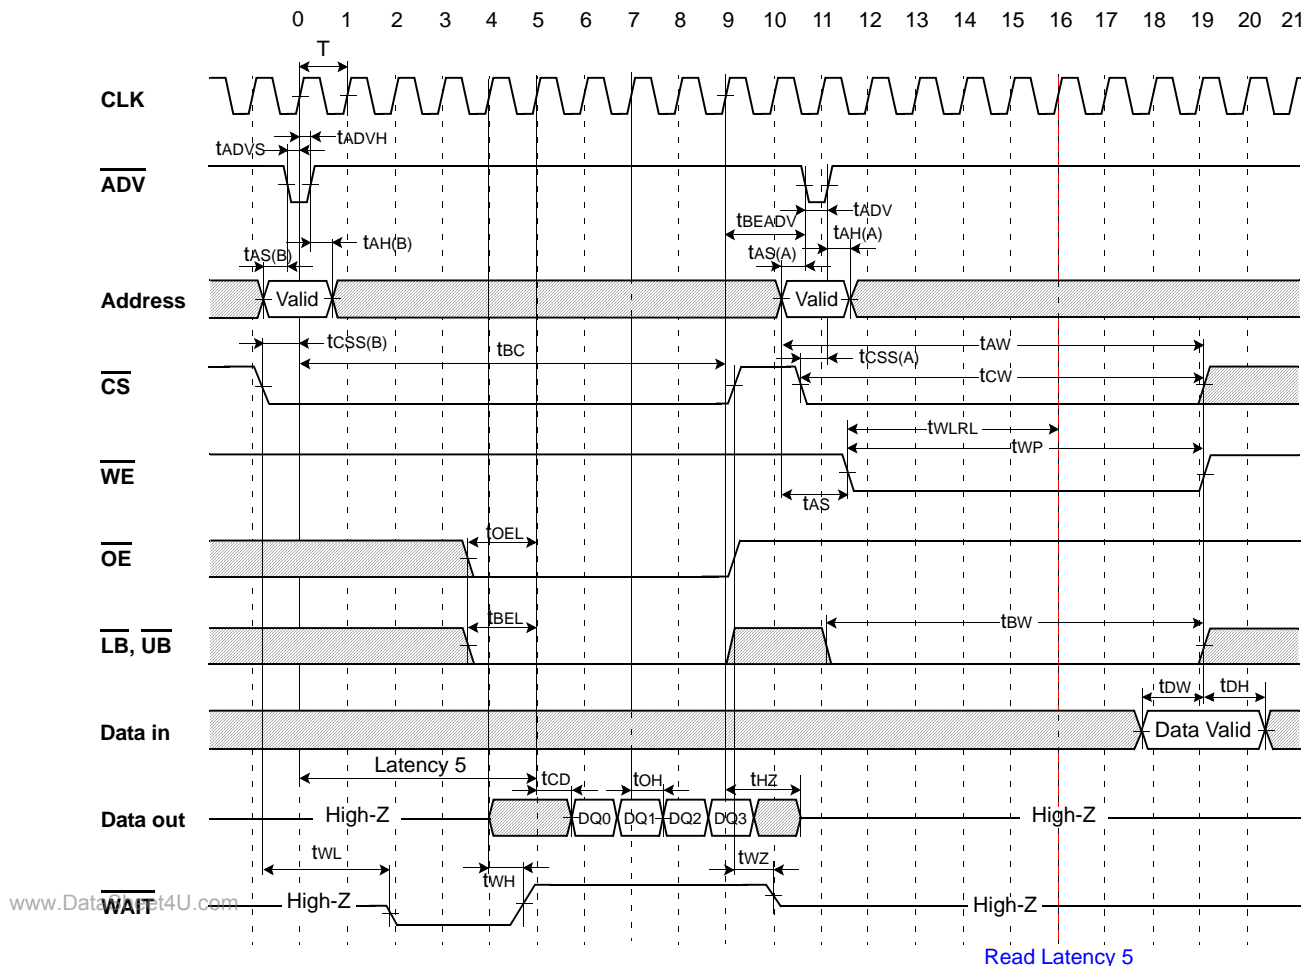 0 1 2 3 4 5 6 7 8 9 10 11 12 13 14 15 16 17 18 19 20 21
T
CLK
tADVH
tADVS
ADV
tBEADV tADV
tAH(B) tAH(A)
tAS(B) tAS(A)
Address Valid Valid
tCSS(B) tBC tCSS(A) tAW
CS tCW
tWLRL
tWP
WE
tAS
tOEL
OE
tBEL tBW
LB, UB
tDW tDH
Data in Data Valid
Latency 5 tCD tOH tHZ
Data out High-Z DQ0 DQ1 DQ2 DQ3 High-Z
tWL tWH tWZ
www.DataSheet4U.com
WAIT High-Z High-Z
Read Latency 5